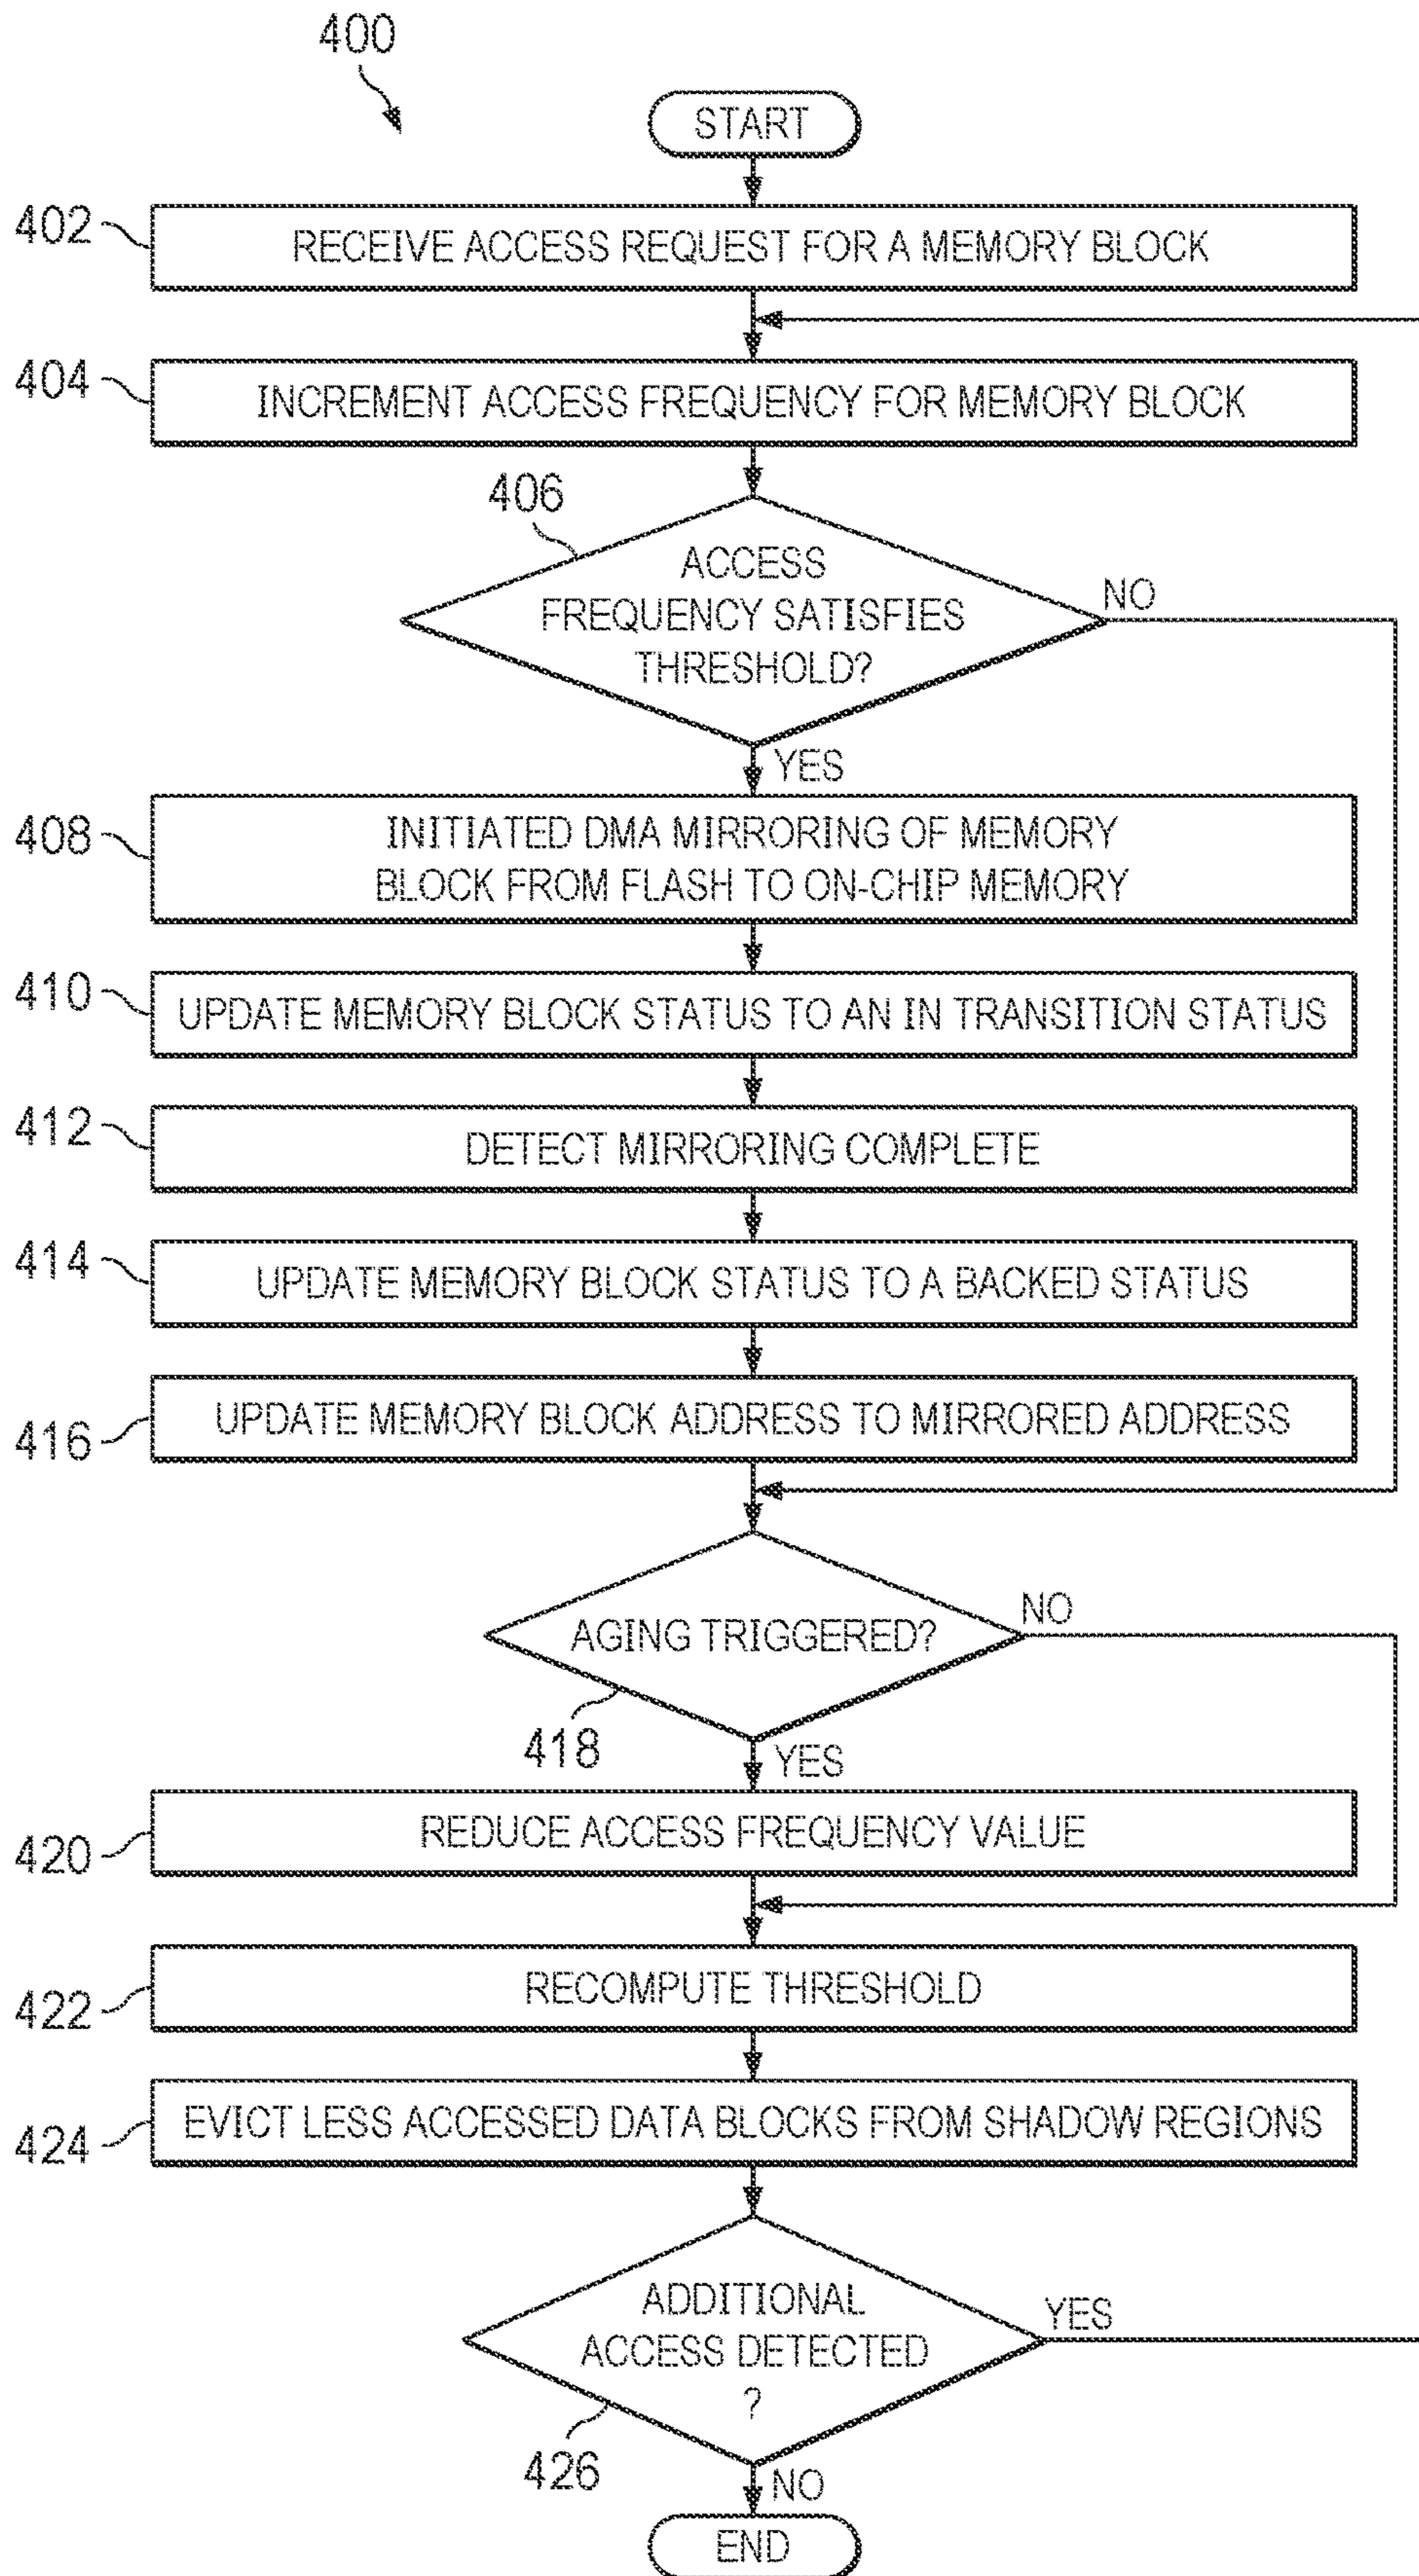 400
START
402
RECEIVE ACCESS REQUEST FOR A MEMORY BLOCK
404
INCREMENT ACCESS FREQUENCY FOR MEMORY BLOCK
406
ACCESS
FREQUENCY SATISFIES
THRESHOLD?
NO
YES
408
INITIATED DMA MIRRORING OF MEMORY
BLOCK FROM FLASH TO ON-CHIP MEMORY
410
UPDATE MEMORY BLOCK STATUS TO AN IN TRANSITION STATUS
412
DETECT MIRRORING COMPLETE
414
UPDATE MEMORY BLOCK STATUS TO A BACKED STATUS
416
UPDATE MEMORY BLOCK ADDRESS TO MIRRORED ADDRESS
AGING TRIGGERED?
NO
418
YES
420
REDUCE ACCESS FREQUENCY VALUE
422
RECOMPUTE THRESHOLD
424
EVICT LESS ACCESSED DATA BLOCKS FROM SHADOW REGIONS
ADDITIONAL
ACCESS DETECTED
?
YES
426
NO
END